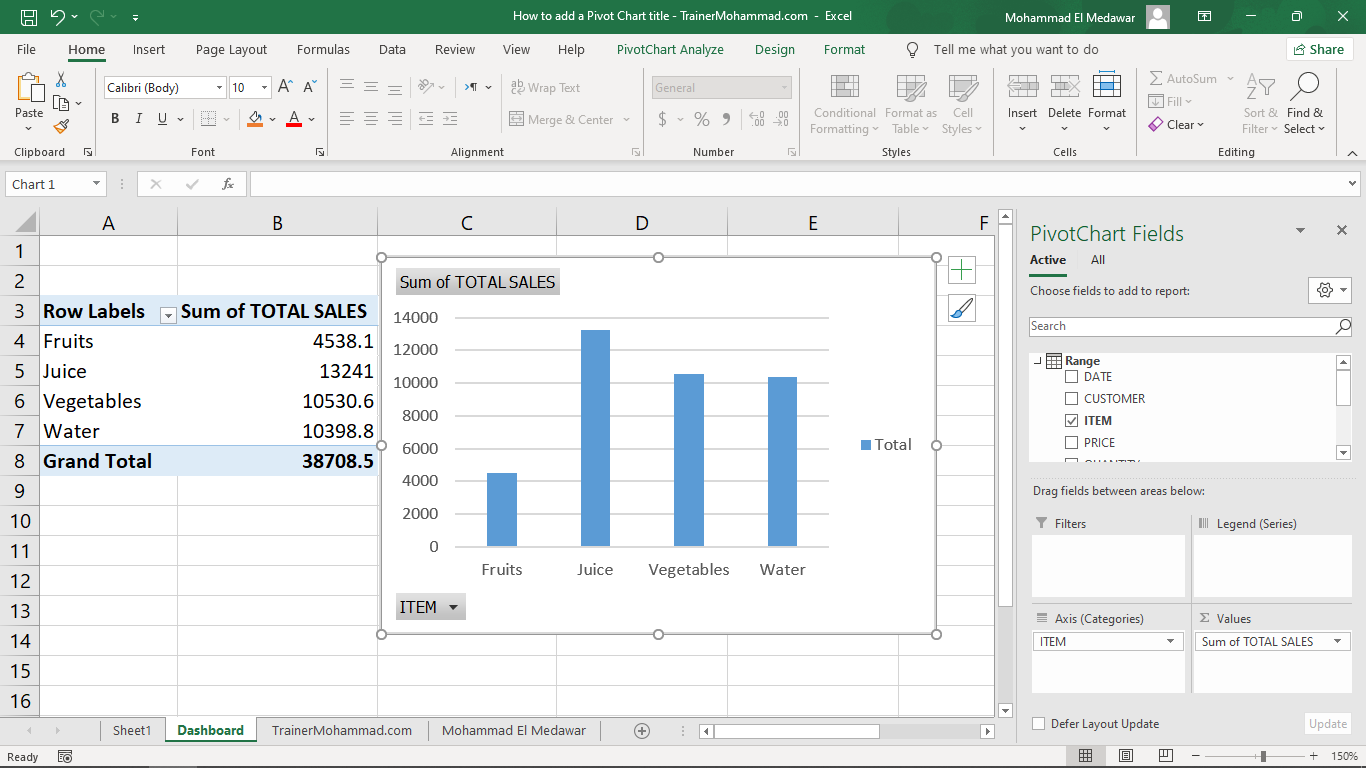 How to add a Pivot Chart title - TrainerMohammad.com - Excel
Mohammad El Medawar
File Home Insert Page Layout Formulas Data Review View Help PivotChart Analyze Design Format Tell me what you want to do Share
Paste
Clipboard
Calibri (Body) 10 A A
B I U A
Font
ab Wrap Text
Merge & Center
Alignment
General
$ % 9
Number
Conditional Formatting
Format as Table
Cell Styles
Styles
Insert Delete Format
Cells
AutoSum
Fill
Clear
Sort & Filter
Find & Select
Editing
Chart 1 fx
A B C D E F
1
2
3 Row Labels Sum of TOTAL SALES
4 Fruits 4538.1
5 Juice 13241
6 Vegetables 10530.6
7 Water 10398.8
8 Grand Total 38708.5
9
10
11
12
13
14
15
16
Sum of TOTAL SALES
14000
12000
10000
8000
6000
4000
2000
0
Fruits Juice Vegetables Water
Total
ITEM
PivotChart Fields
Active All
Choose fields to add to report:
Search
Range
DATE
CUSTOMER
ITEM
PRICE
QUANTITY
Drag fields between areas below:
Filters
Legend (Series)
Axis (Categories)
ITEM
Σ Values
Sum of TOTAL SALES
Defer Layout Update Update
Sheet1 Dashboard TrainerMohammad.com Mohammad El Medawar
Ready
150%